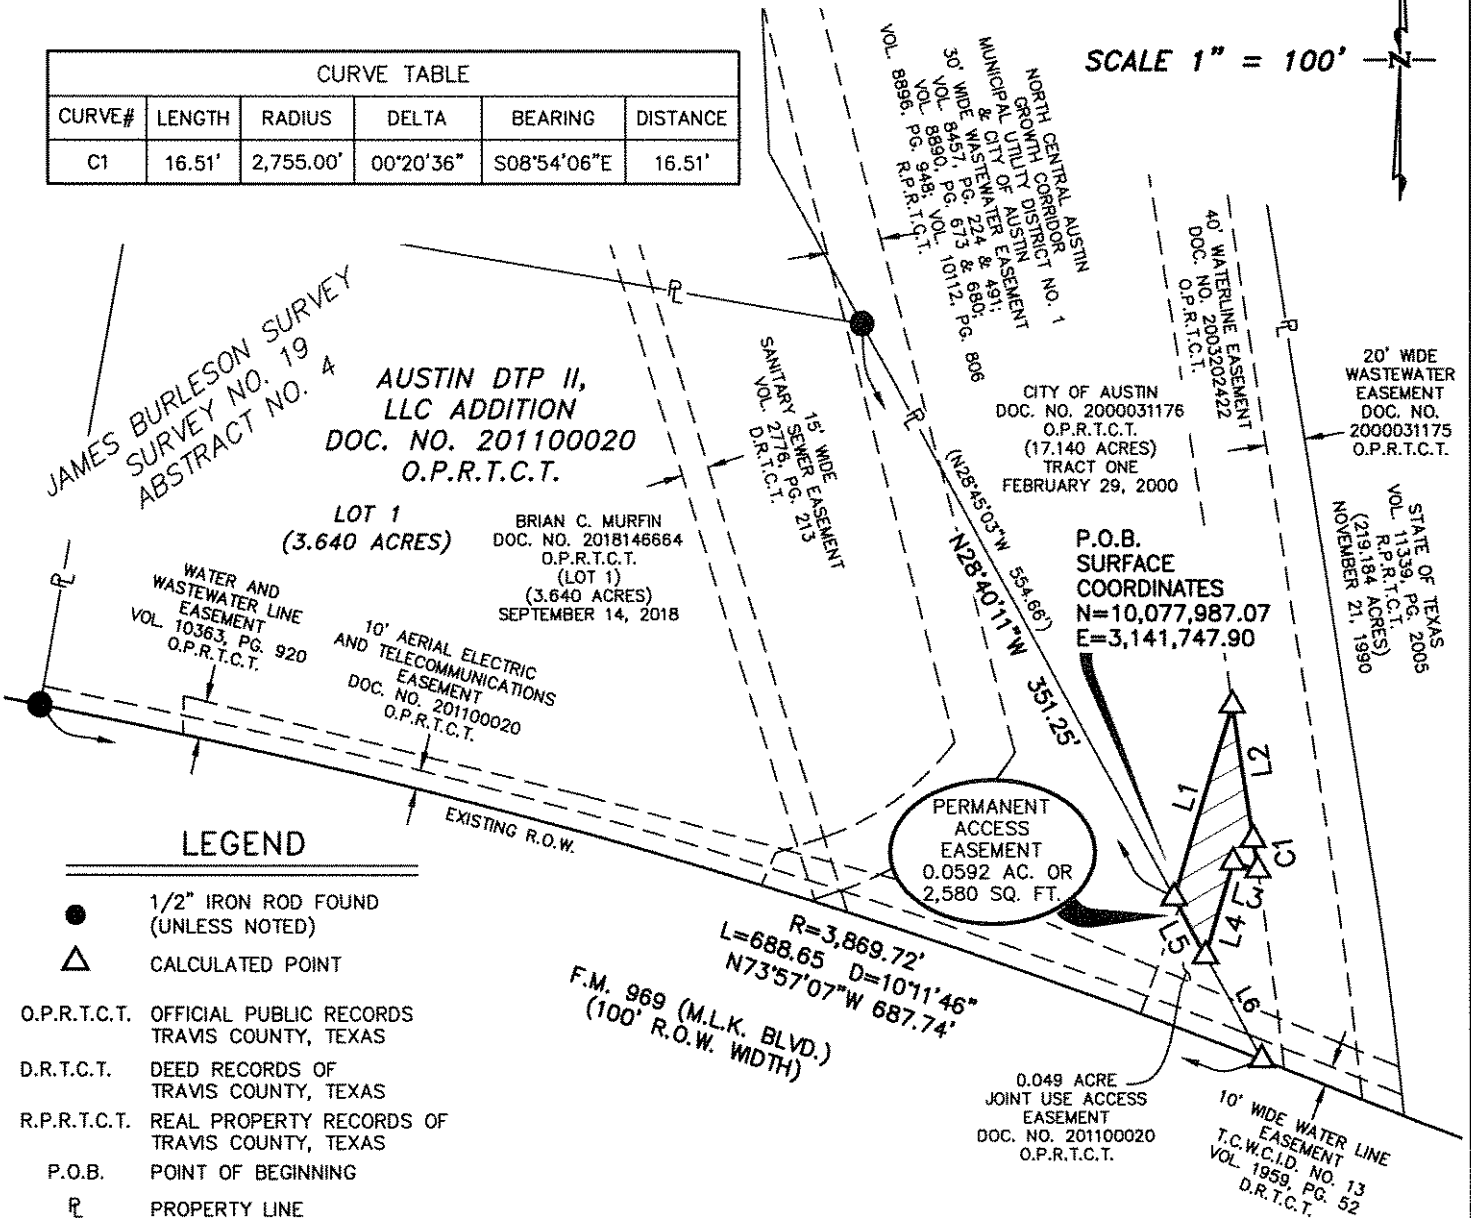 SCALE 1" = 100'
N
CURVE TABLE
CURVE# LENGTH RADIUS DELTA BEARING DISTANCE
C1 16.51' 2,755.00' 00°20'36" S08°54'06"E 16.51'
NORTH CENTRAL AUSTIN
GROWTH CORRIDOR
MUNICIPAL UTILITY DISTRICT NO. 1
& CITY OF AUSTIN
30' WIDE WASTEWATER EASEMENT
VOL. 8457, PG. 224 & 491;
VOL. 8890, PG. 673 & 680;
VOL. 8896, PG. 948; VOL. 10112, PG. 806
R.P.R.T.C.T.
40' WATERLINE EASEMENT
DOC. NO. 2003202422
O.P.R.T.C.T.
20' WIDE
WASTEWATER
EASEMENT
DOC. NO.
2000031175
O.P.R.T.C.T.
JAMES BURLESON SURVEY
SURVEY NO. 19
ABSTRACT NO. 4
AUSTIN DTP II,
LLC ADDITION
DOC. NO. 201100020
O.P.R.T.C.T.
LOT 1
(3.640 ACRES)
BRIAN C. MURFIN
DOC. NO. 2018146664
O.P.R.T.C.T.
(LOT 1)
(3.640 ACRES)
SEPTEMBER 14, 2018
15' WIDE
SANITARY SEWER EASEMENT
VOL. 2776, PG. 213
D.R.T.C.T.
CITY OF AUSTIN
DOC. NO. 2000031176
O.P.R.T.C.T.
(17.140 ACRES)
TRACT ONE
FEBRUARY 29, 2000
STATE OF TEXAS
VOL. 11339, PG. 2005
R.P.R.T.C.T.
(219.184 ACRES)
NOVEMBER 21, 1990
(N28°45'03"W 554.66')
N28°40'11"W 351.25'
P.O.B.
SURFACE
COORDINATES
N=10,077,987.07
E=3,141,747.90
WATER AND
WASTEWATER LINE
EASEMENT
VOL. 10363, PG. 920
O.P.R.T.C.T.
10' AERIAL ELECTRIC
AND TELECOMMUNICATIONS
EASEMENT
DOC. NO. 201100020
O.P.R.T.C.T.
EXISTING R.O.W.
PERMANENT
ACCESS
EASEMENT
0.0592 AC. OR
2,580 SQ. FT.
L1
L2
C1
L3
L4
L5
L6
R=3,869.72'
L=688.65 D=10°11'46"
N73°57'07"W 687.74'
F.M. 969 (M.L.K. BLVD.)
(100' R.O.W. WIDTH)
0.049 ACRE
JOINT USE ACCESS
EASEMENT
DOC. NO. 201100020
O.P.R.T.C.T.
10' WIDE WATER LINE
EASEMENT
T.C.W.C.I.D. NO. 13
VOL. 1959, PG. 52
D.R.T.C.T.
LEGEND
1/2" IRON ROD FOUND
(UNLESS NOTED)
CALCULATED POINT
O.P.R.T.C.T. OFFICIAL PUBLIC RECORDS
TRAVIS COUNTY, TEXAS
D.R.T.C.T. DEED RECORDS OF
TRAVIS COUNTY, TEXAS
R.P.R.T.C.T. REAL PROPERTY RECORDS OF
TRAVIS COUNTY, TEXAS
P.O.B. POINT OF BEGINNING
PL PROPERTY LINE